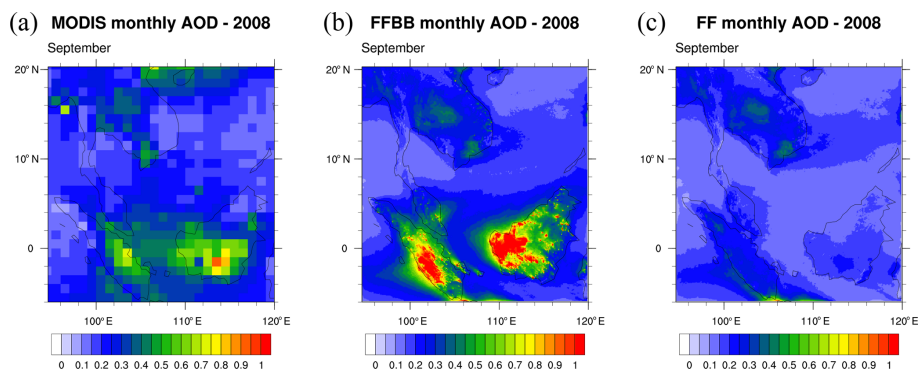 (a) MODIS monthly AOD - 2008
September
20°N
10°N
0
100°E
110°E
120°E
0 0.1 0.2 0.3 0.4 0.5 0.6 0.7 0.8 0.9 1
(b) FFBB monthly AOD - 2008
September
20°N
10°N
0
100°E
110°E
120°E
0 0.1 0.2 0.3 0.4 0.5 0.6 0.7 0.8 0.9 1
(c) FF monthly AOD - 2008
September
20°N
10°N
0
100°E
110°E
120°E
0 0.1 0.2 0.3 0.4 0.5 0.6 0.7 0.8 0.9 1